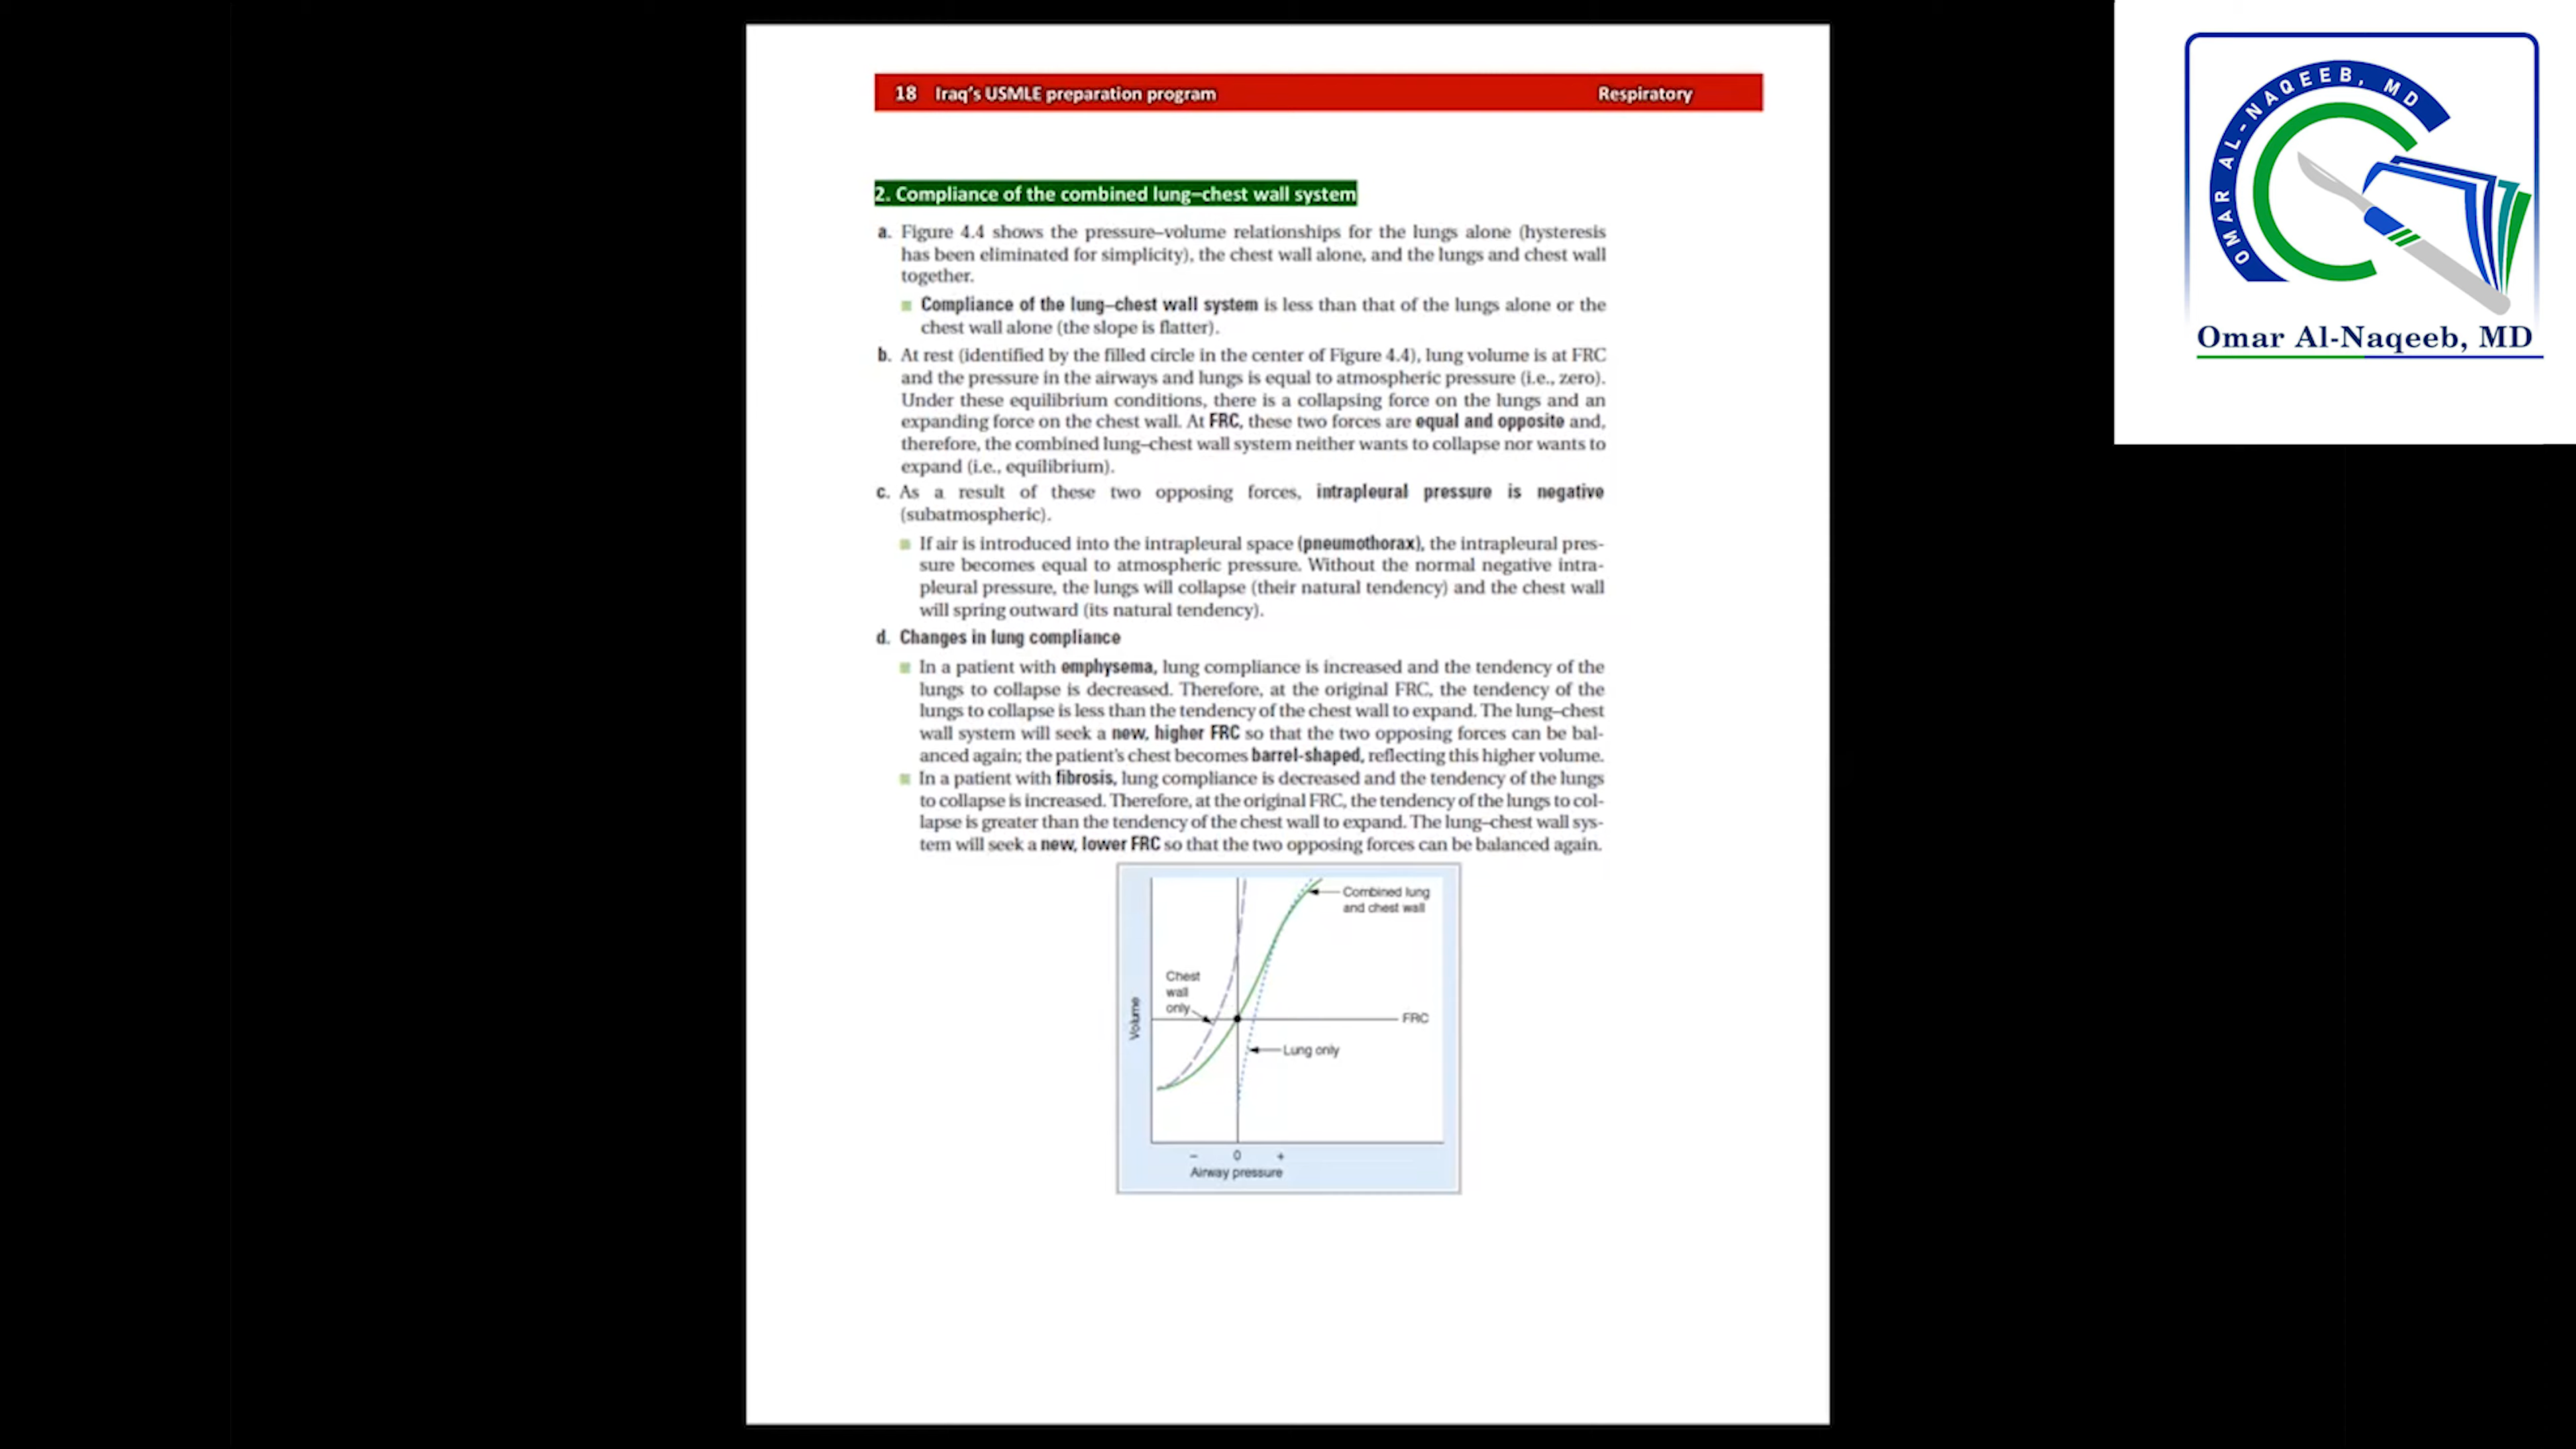 18 Iraq's USMLE preparation program Respiratory
OMAR AL-NAQEEB, MD
Omar Al-Naqeeb, MD
2. Compliance of the combined lung–chest wall system
a. Figure 4.4 shows the pressure–volume relationships for the lungs alone (hysteresis
has been eliminated for simplicity), the chest wall alone, and the lungs and chest wall
together.
Compliance of the lung–chest wall system is less than that of the lungs alone or the
chest wall alone (the slope is flatter).
b. At rest (identified by the filled circle in the center of Figure 4.4), lung volume is at FRC
and the pressure in the airways and lungs is equal to atmospheric pressure (i.e., zero).
Under these equilibrium conditions, there is a collapsing force on the lungs and an
expanding force on the chest wall. At FRC, these two forces are equal and opposite and,
therefore, the combined lung–chest wall system neither wants to collapse nor wants to
expand (i.e., equilibrium).
c. As a result of these two opposing forces, intrapleural pressure is negative
(subatmospheric).
If air is introduced into the intrapleural space (pneumothorax), the intrapleural pres-
sure becomes equal to atmospheric pressure. Without the normal negative intra-
pleural pressure, the lungs will collapse (their natural tendency) and the chest wall
will spring outward (its natural tendency).
d. Changes in lung compliance
In a patient with emphysema, lung compliance is increased and the tendency of the
lungs to collapse is decreased. Therefore, at the original FRC, the tendency of the
lungs to collapse is less than the tendency of the chest wall to expand. The lung–chest
wall system will seek a new, higher FRC so that the two opposing forces can be bal-
anced again; the patient's chest becomes barrel-shaped, reflecting this higher volume.
In a patient with fibrosis, lung compliance is decreased and the tendency of the lungs
to collapse is increased. Therefore, at the original FRC, the tendency of the lungs to col-
lapse is greater than the tendency of the chest wall to expand. The lung–chest wall sys-
tem will seek a new, lower FRC so that the two opposing forces can be balanced again.
Combined lung
and chest wall
Chest
wall
only
Volume
FRC
Lung only
– 0 +
Airway pressure